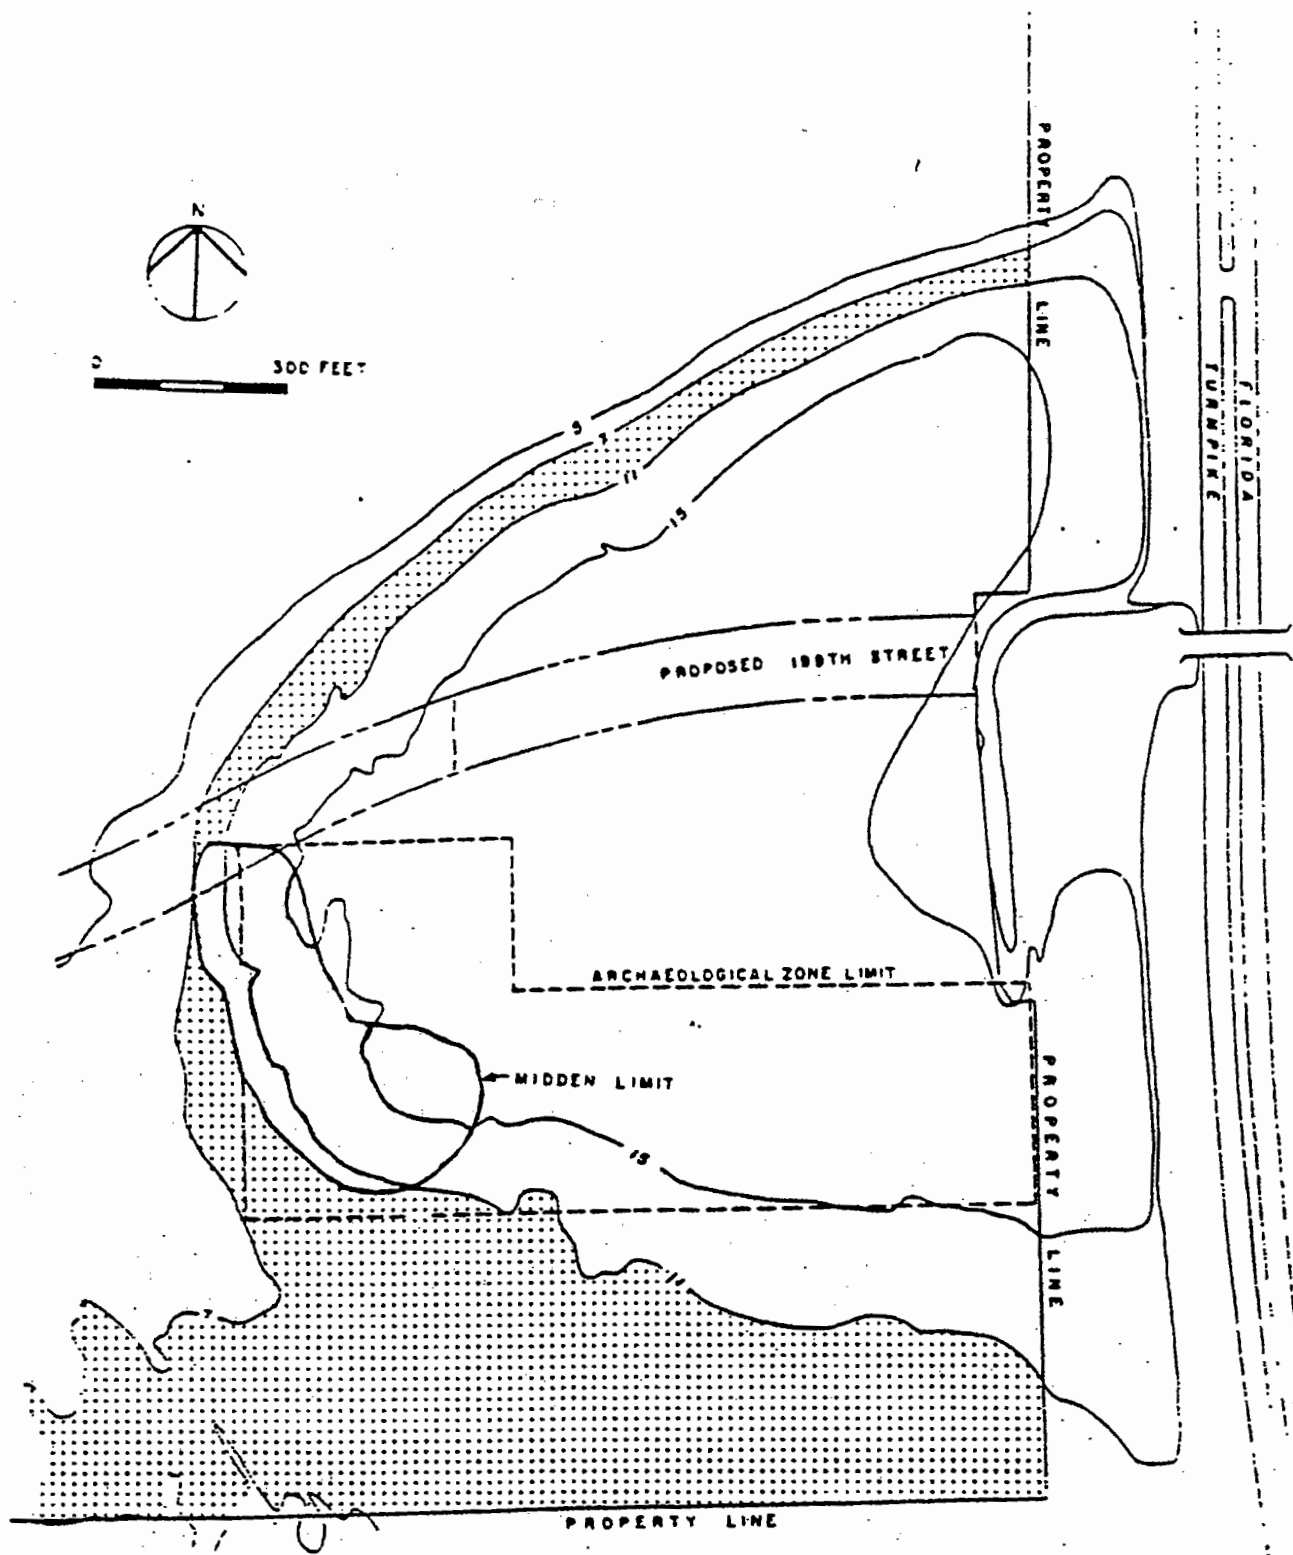 N
0 300 FEET
PROPERTY LINE
FLORIDA
TURNPIKE
5
7
11
15
PROPOSED 199TH STREET
ARCHAEOLOGICAL ZONE LIMIT
MIDDEN LIMIT
15
PROPERTY LINE
11
7
PROPERTY LINE